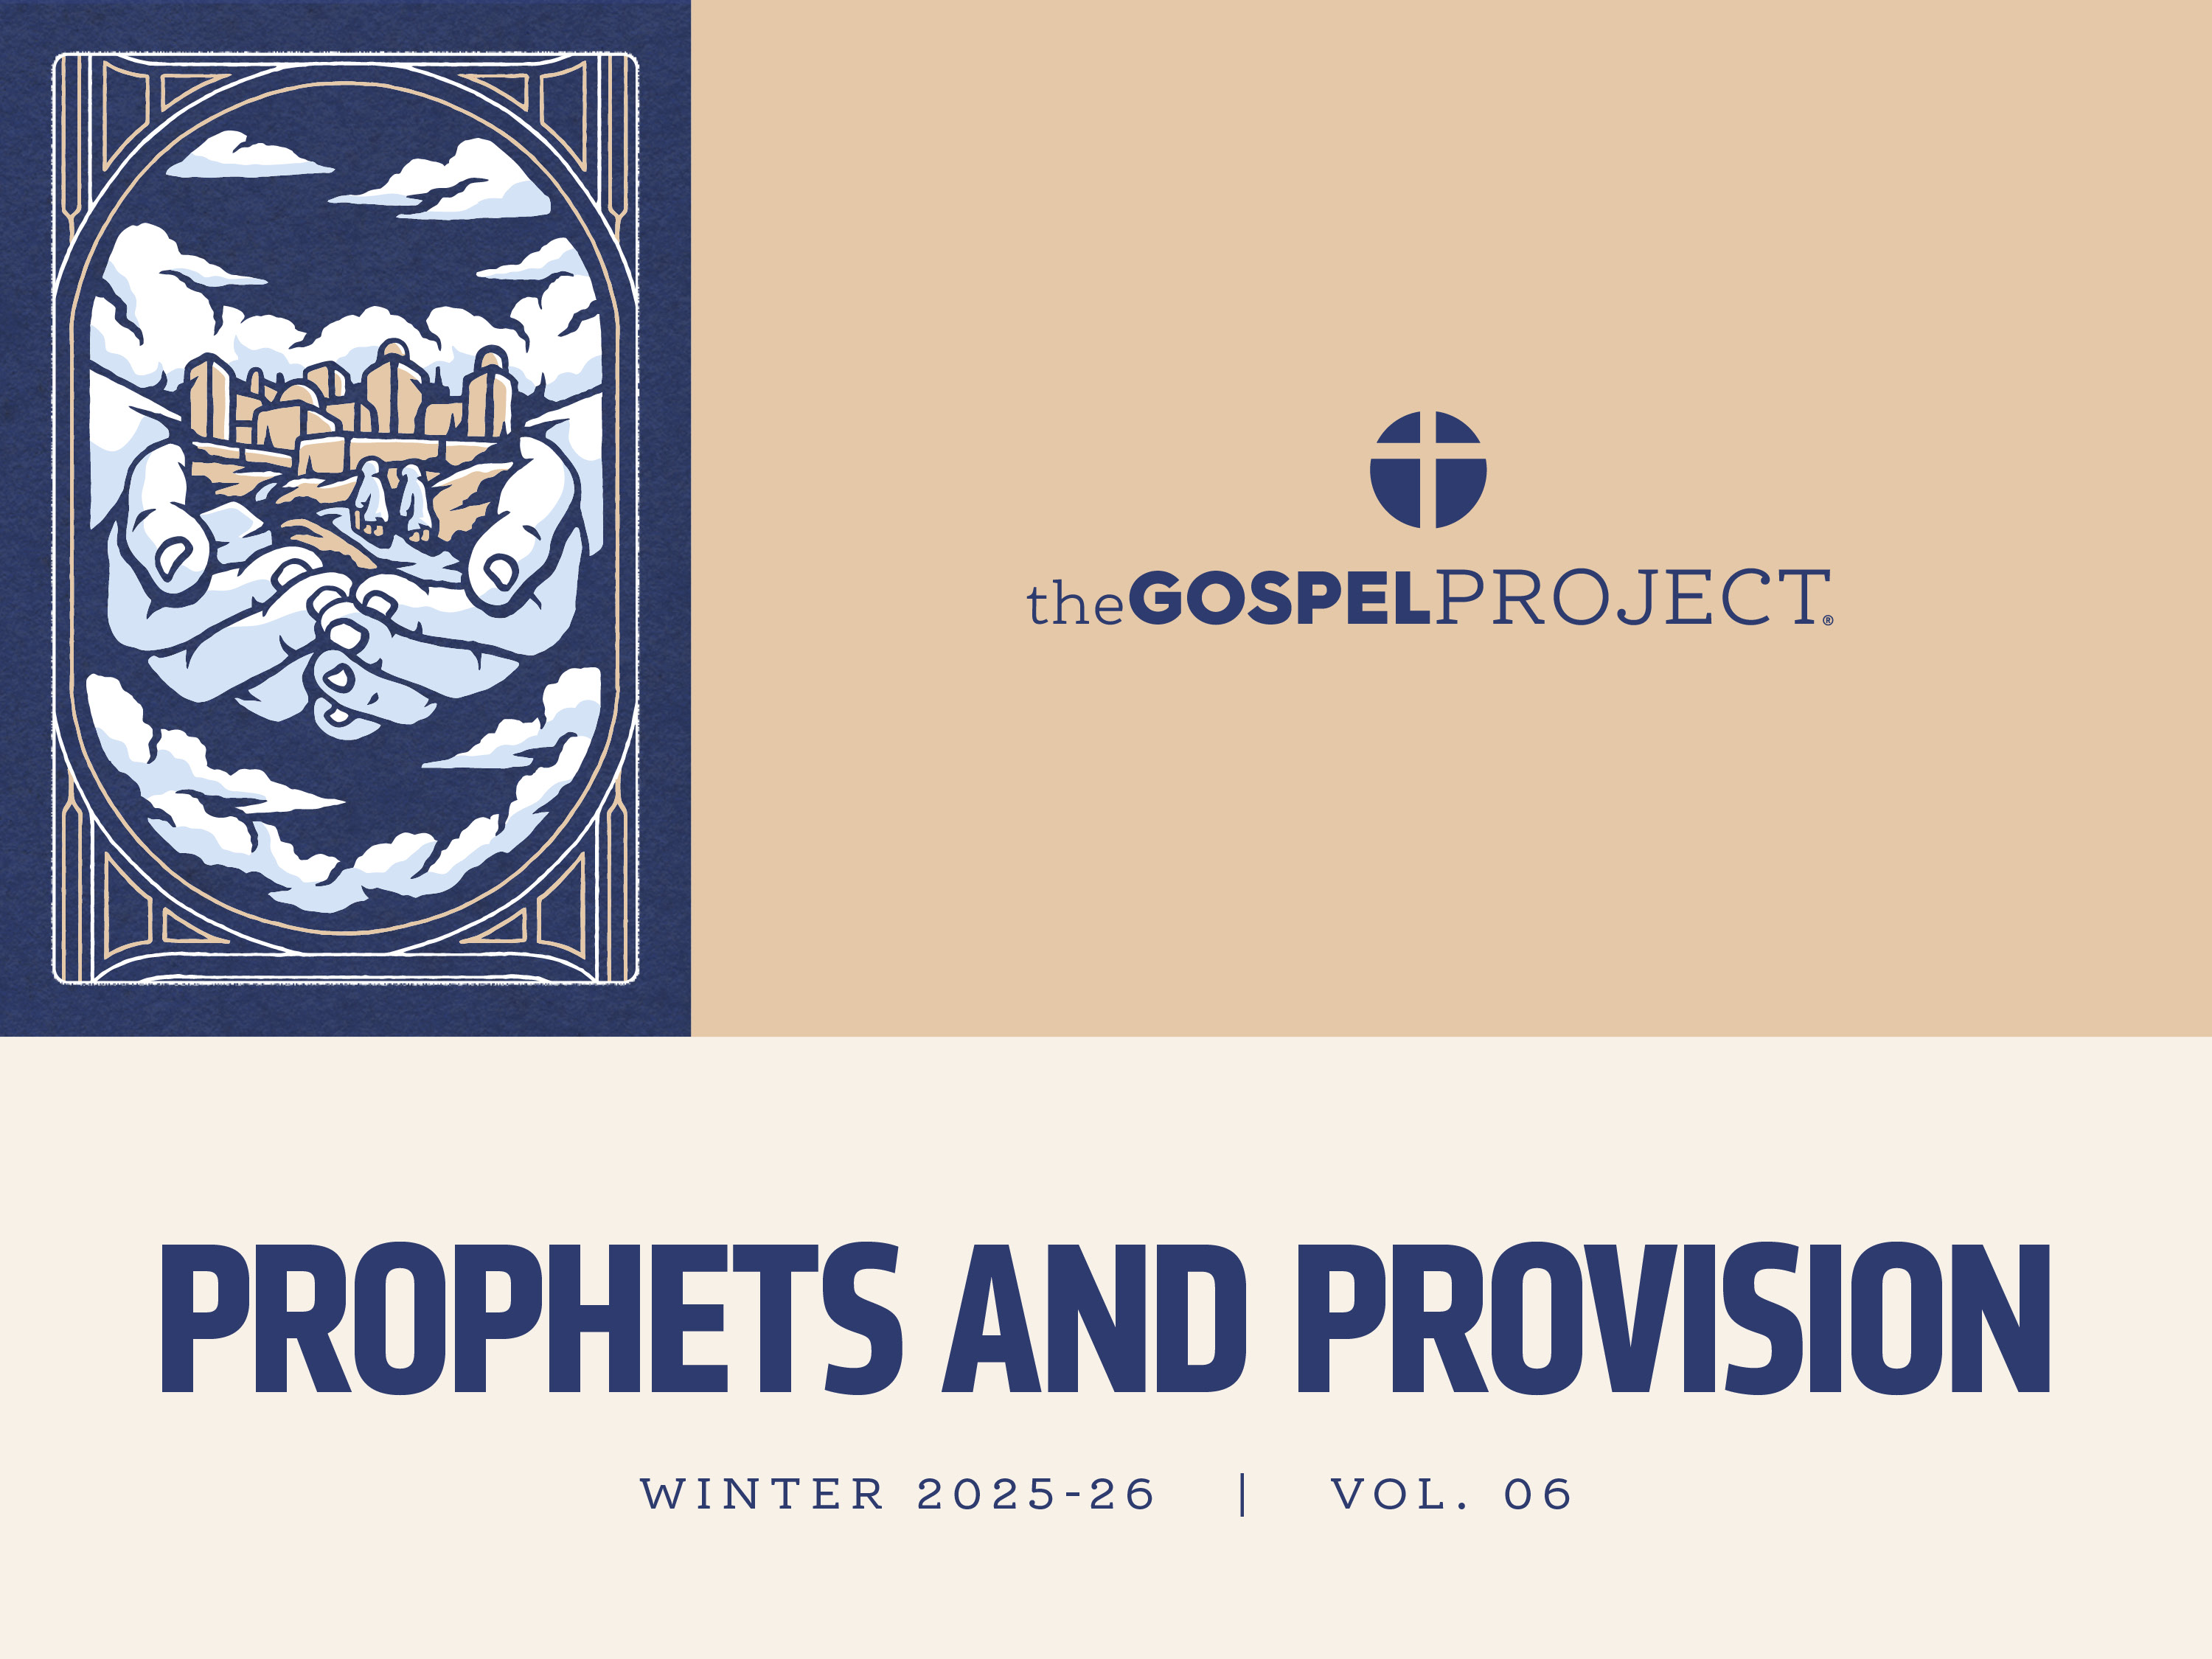 theGOSPELPROJECT®
PROPHETS AND PROVISION
WINTER 2025-26 | VOL. 06